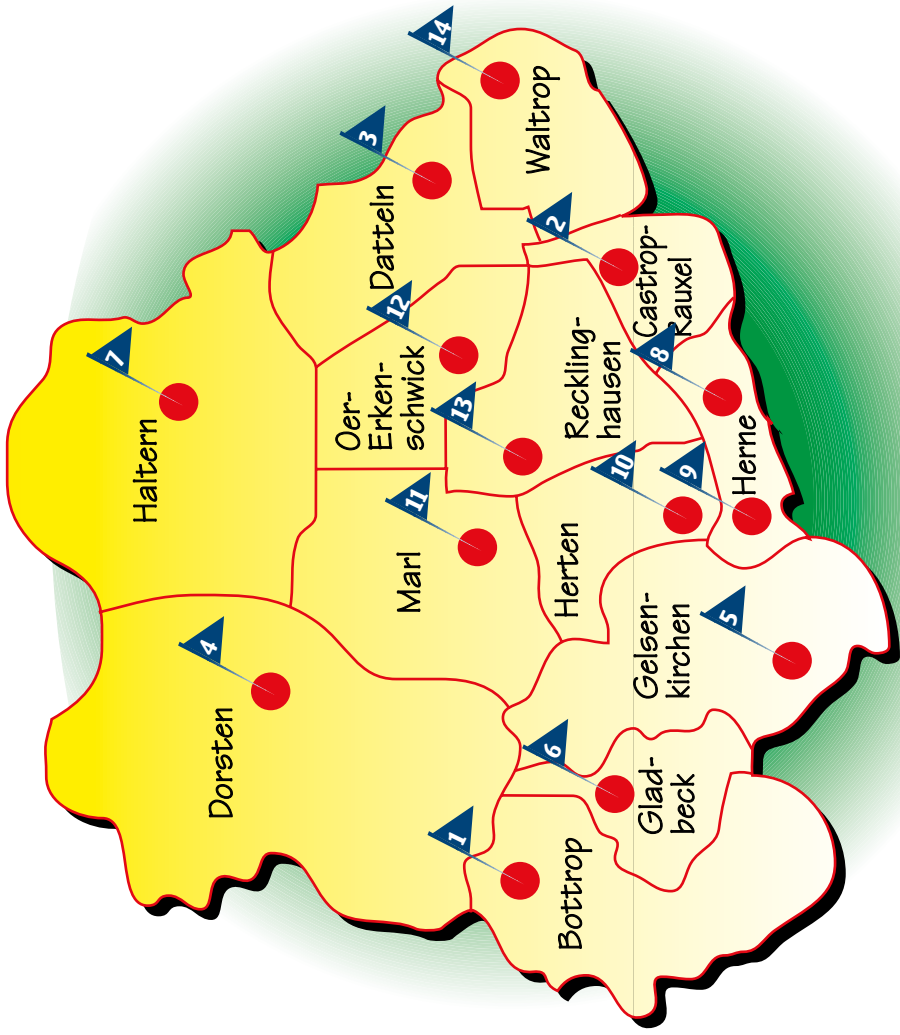 7
Haltern
4
Dorsten
14
Waltrop
3
Datteln
12
Oer-
Erken-
schwick
11
Marl
13
Reckling-
hausen
2
Castrop-
Rauxel
10
Herten
8
9
Herne
5
Gelsen-
kirchen
6
Glad-
beck
1
Bottrop